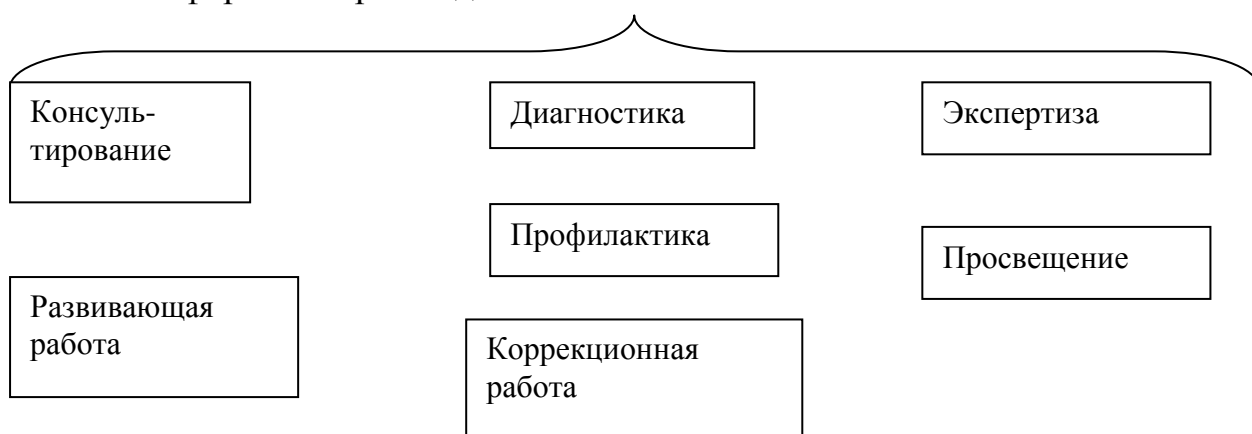 Консуль-
тирование
Диагностика
Экспертиза
Профилактика
Просвещение
Развивающая
работа
Коррекционная
работа